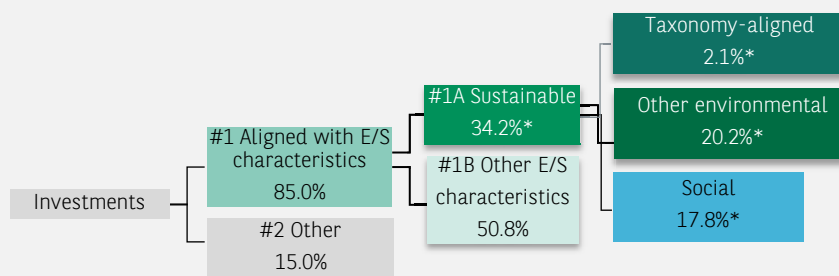 Investments
#1 Aligned with E/S
characteristics
85.0%
#2 Other
15.0%
#1A Sustainable
34.2%*
#1B Other E/S
characteristics
50.8%
Taxonomy-aligned
2.1%*
Other environmental
20.2%*
Social
17.8%*